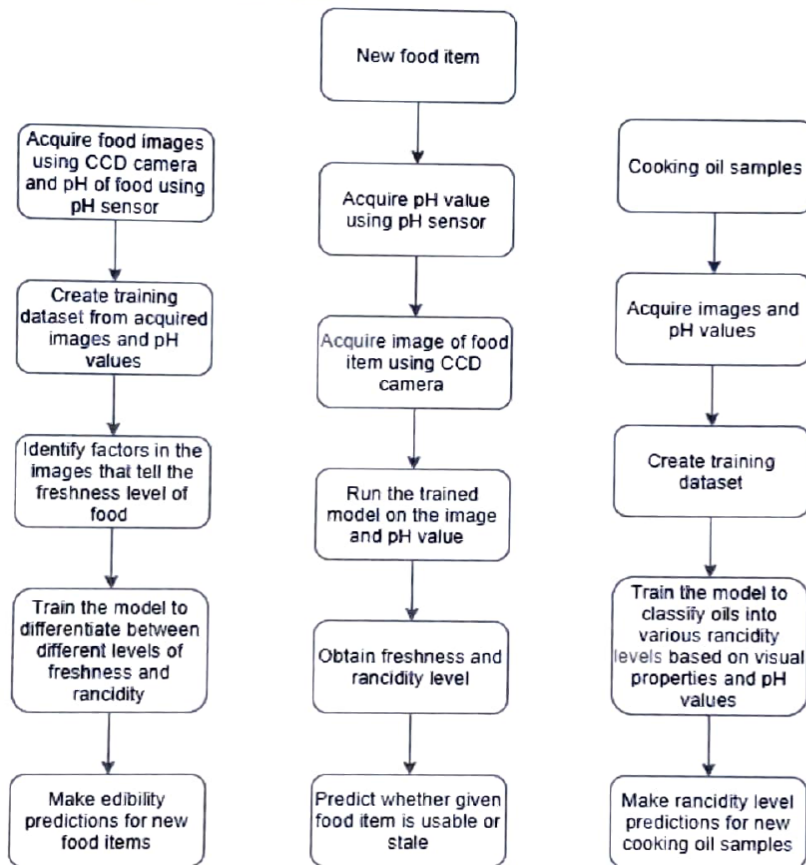 Acquire food images
using CCD camera
and pH of food using
pH sensor
Create training
dataset from acquired
images and pH
values
Identify factors in the
images that tell the
freshness level of
food
Train the model to
differentiate between
different levels of
freshness and
rancidity
Make edibility
predictions for new
food items
New food item
Acquire pH value
using pH sensor
Acquire image of food
item using CCD
camera
Run the trained
model on the image
and pH value
Obtain freshness and
rancidity level
Predict whether given
food item is usable or
stale
Cooking oil samples
Acquire images and
pH values
Create training
dataset
Train the model to
classify oils into
various rancidity
levels based on visual
properties and pH
values
Make rancidity level
predictions for new
cooking oil samples